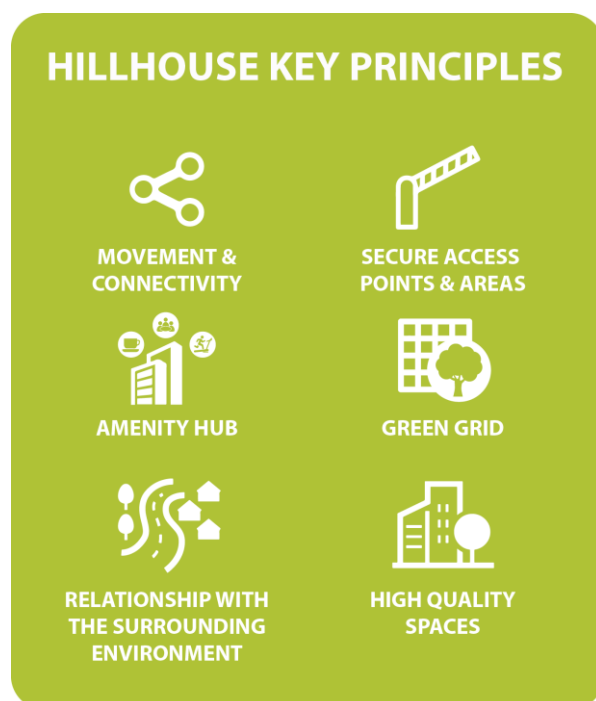 HILLHOUSE KEY PRINCIPLES
MOVEMENT &
CONNECTIVITY
SECURE ACCESS
POINTS & AREAS
AMENITY HUB
GREEN GRID
RELATIONSHIP WITH
THE SURROUNDING
ENVIRONMENT
HIGH QUALITY
SPACES